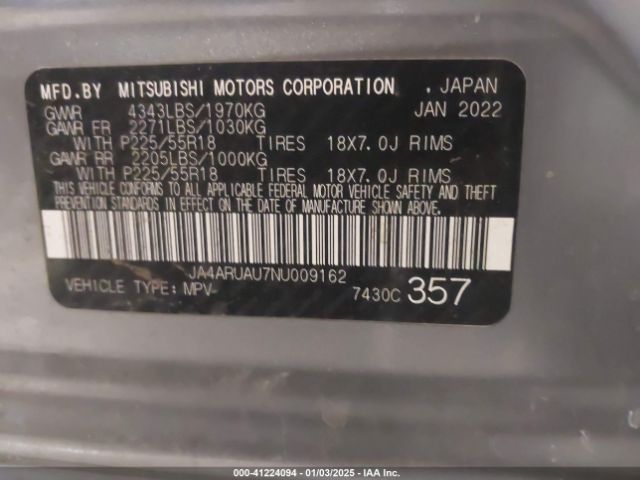 MFD.BY MITSUBISHI MOTORS CORPORATION . JAPAN
GVWR 4343LBS/1970KG JAN 2022
GAWR FR 2271LBS/1030KG
WITH P225/55R18 TIRES 18X7.0J RIMS
GAWR RR 2205LBS/1000KG
WITH P225/55R18 TIRES 18X7.0J RIMS
THIS VEHICLE CONFORMS TO ALL APPLICABLE FEDERAL MOTOR VEHICLE SAFETY AND THEFT
PREVENTION STANDARDS IN EFFECT ON THE DATE OF MANUFACTURE SHOWN ABOVE.
JA4ARUAU7NU009162
VEHICLE TYPE: MPV 7430C 357
000-41224094 - 01/03/2025 - IAA Inc.